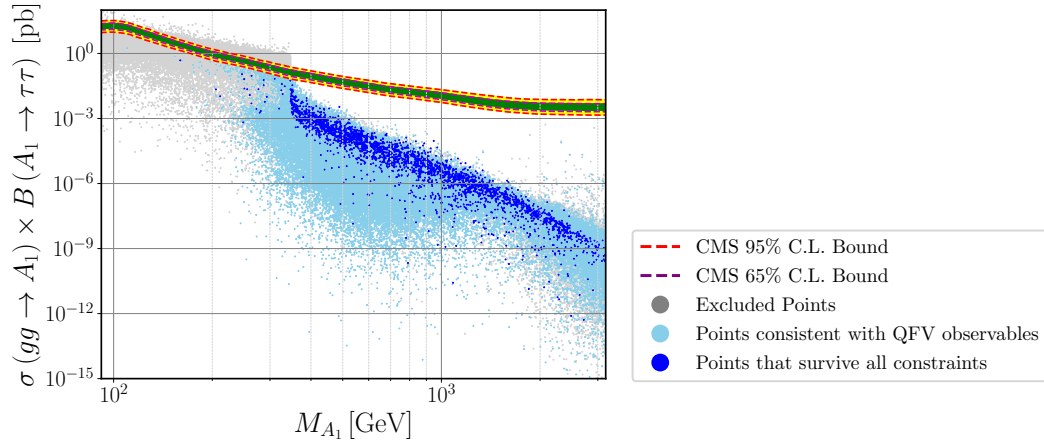 σ (gg → A₁) × B (A₁ → ττ) [pb]
10⁰
10⁻³
10⁻⁶
10⁻⁹
10⁻¹²
10⁻¹⁵
10²
10³
M_{A₁} [GeV]
CMS 95% C.L. Bound
CMS 65% C.L. Bound
Excluded Points
Points consistent with QFV observables
Points that survive all constraints